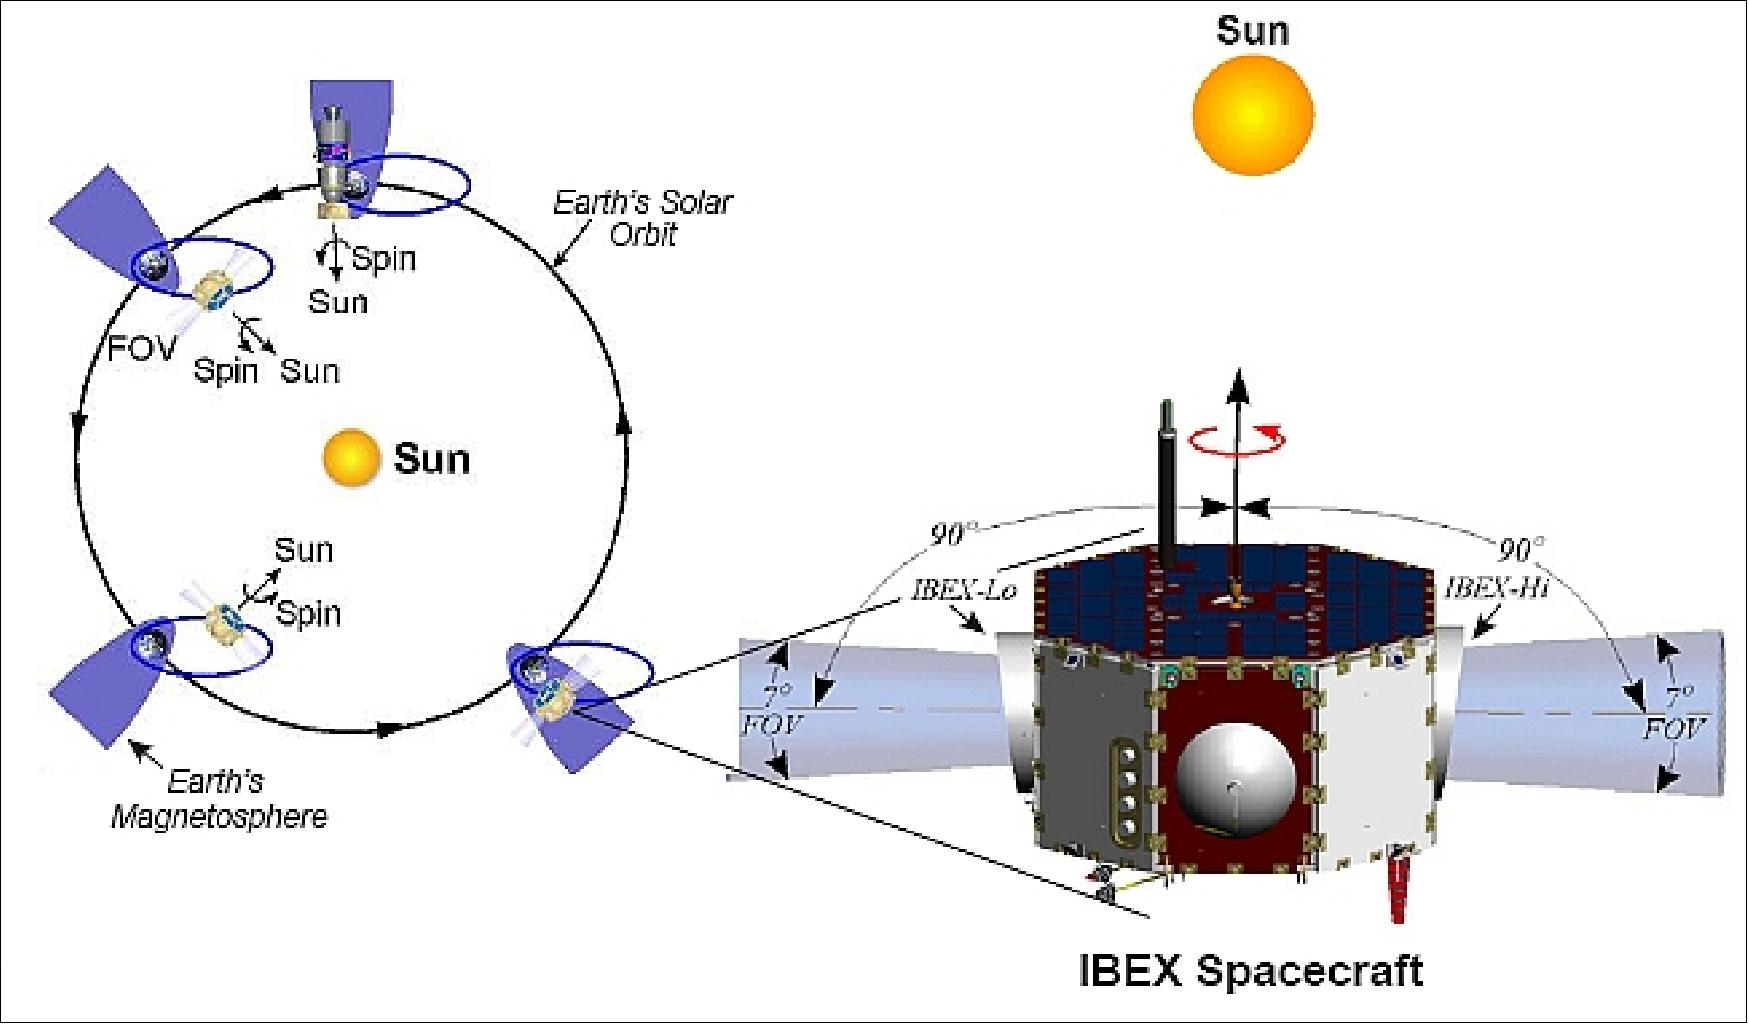 Sun
Earth's Solar
Orbit
Spin
Sun
FOV
Spin
Sun
Sun
Sun
Spin
Earth's
Magnetosphere
90°
90°
IBEX-Lo
IBEX-Hi
7°
FOV
7°
FOV
IBEX Spacecraft